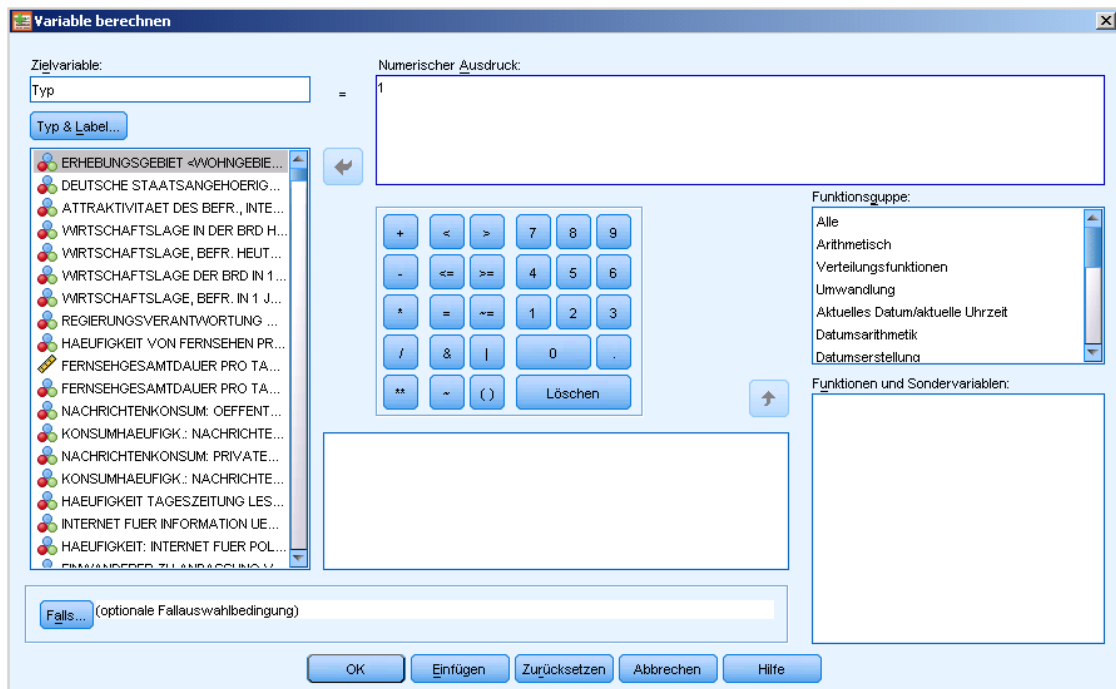 Variable berechnen
Zielvariable:
Typ
=
Numerischer Ausdruck:
1
Typ & Label...
ERHEBUNGSGEBIET <WOHNGEBIE...
DEUTSCHE STAATSANGEHOERIG...
ATTRAKTIVITAET DES BEFR., INTE...
WIRTSCHAFTSLAGE IN DER BRD H...
WIRTSCHAFTSLAGE, BEFR. HEUT...
WIRTSCHAFTSLAGE DER BRD IN 1...
WIRTSCHAFTSLAGE, BEFR. IN 1 J...
REGIERUNGSVERANTWORTUNG ...
HAEUFIGKEIT VON FERNSEHEN PR...
FERNSEHGESAMTDAUER PRO TA...
FERNSEHGESAMTDAUER PRO TA...
NACHRICHTENKONSUM: OEFFENT...
KONSUMHAEUFIGK.: NACHRICHTE...
NACHRICHTENKONSUM: PRIVATE...
KONSUMHAEUFIGK.: NACHRICHTE...
HAEUFIGKEIT TAGESZEITUNG LES...
INTERNET FUER INFORMATION UE...
HAEUFIGKEIT: INTERNET FUER POL...
EINWANDERER ZU ANPASSUNG V...
+ < > 7 8 9
- <= >= 4 5 6
* = ~= 1 2 3
/ & | 0 .
** ~ ( ) Löschen
Funktionsgruppe:
Alle
Arithmetisch
Verteilungsfunktionen
Umwandlung
Aktuelles Datum/aktuelle Uhrzeit
Datumsarithmetik
Datumserstellung
Funktionen und Sondervariablen:
Falls... (optionale Fallauswahlbedingung)
OK Einfügen Zurücksetzen Abbrechen Hilfe